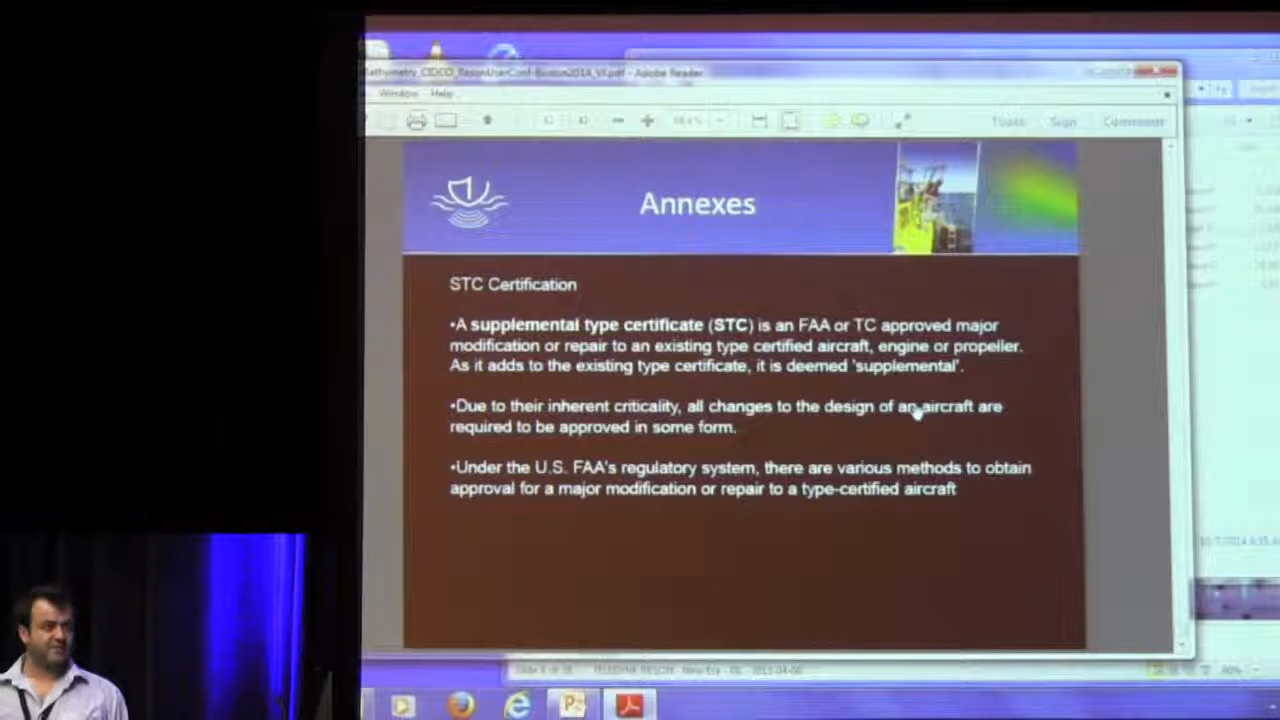 Adobe Reader
Window Help
Tools Sign Comment
Annexes
STC Certification
•A supplemental type certificate (STC) is an FAA or TC approved major
modification or repair to an existing type certified aircraft, engine or propeller.
As it adds to the existing type certificate, it is deemed 'supplemental'.
•Due to their inherent criticality, all changes to the design of an aircraft are
required to be approved in some form.
•Under the U.S. FAA's regulatory system, there are various methods to obtain
approval for a major modification or repair to a type-certified aircraft
TELEDYNE RESON